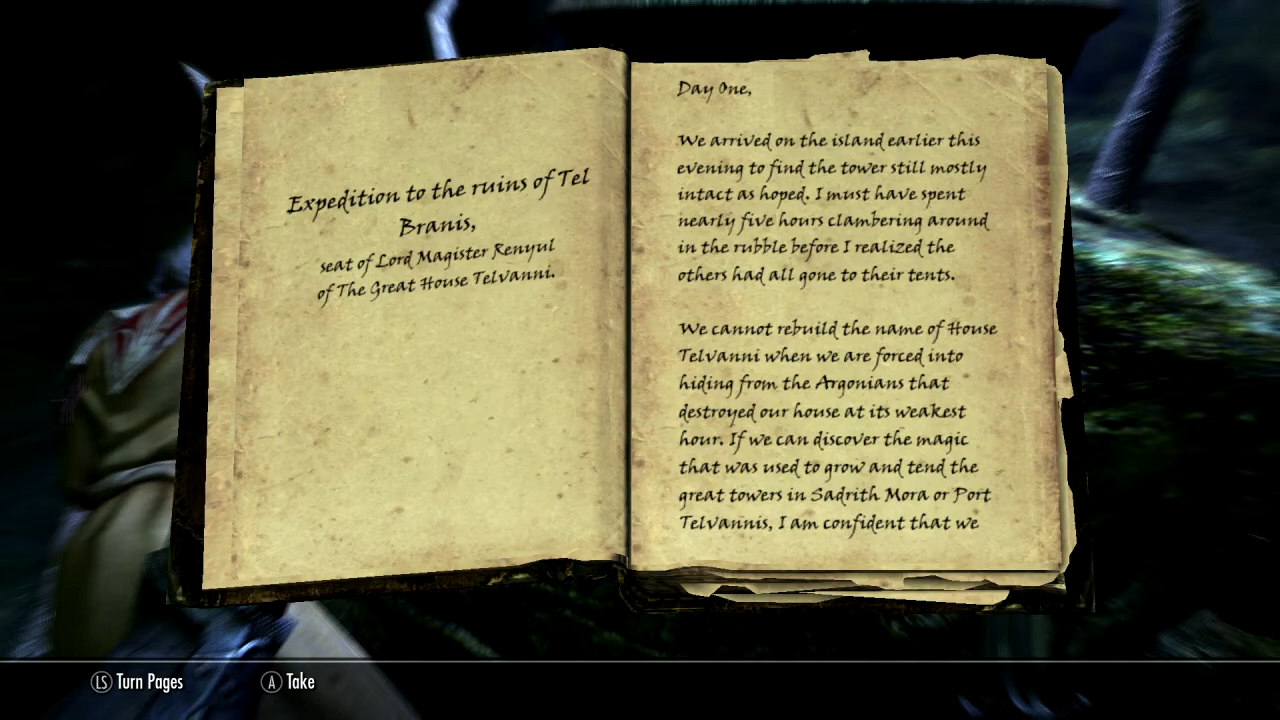 Expedition to the ruins of Tel
Branis,
seat of Lord Magister Renyul
of The Great House Telvanni.
Day One,
We arrived on the island earlier this
evening to find the tower still mostly
intact as hoped. I must have spent
nearly five hours clambering around
in the rubble before I realized the
others had all gone to their tents.
We cannot rebuild the name of House
Telvanni when we are forced into
hiding from the Argonians that
destroyed our house at its weakest
hour. If we can discover the magic
that was used to grow and tend the
great towers in Sadrith Mora or Port
Telvannis, I am confident that we
LS Turn Pages
A Take